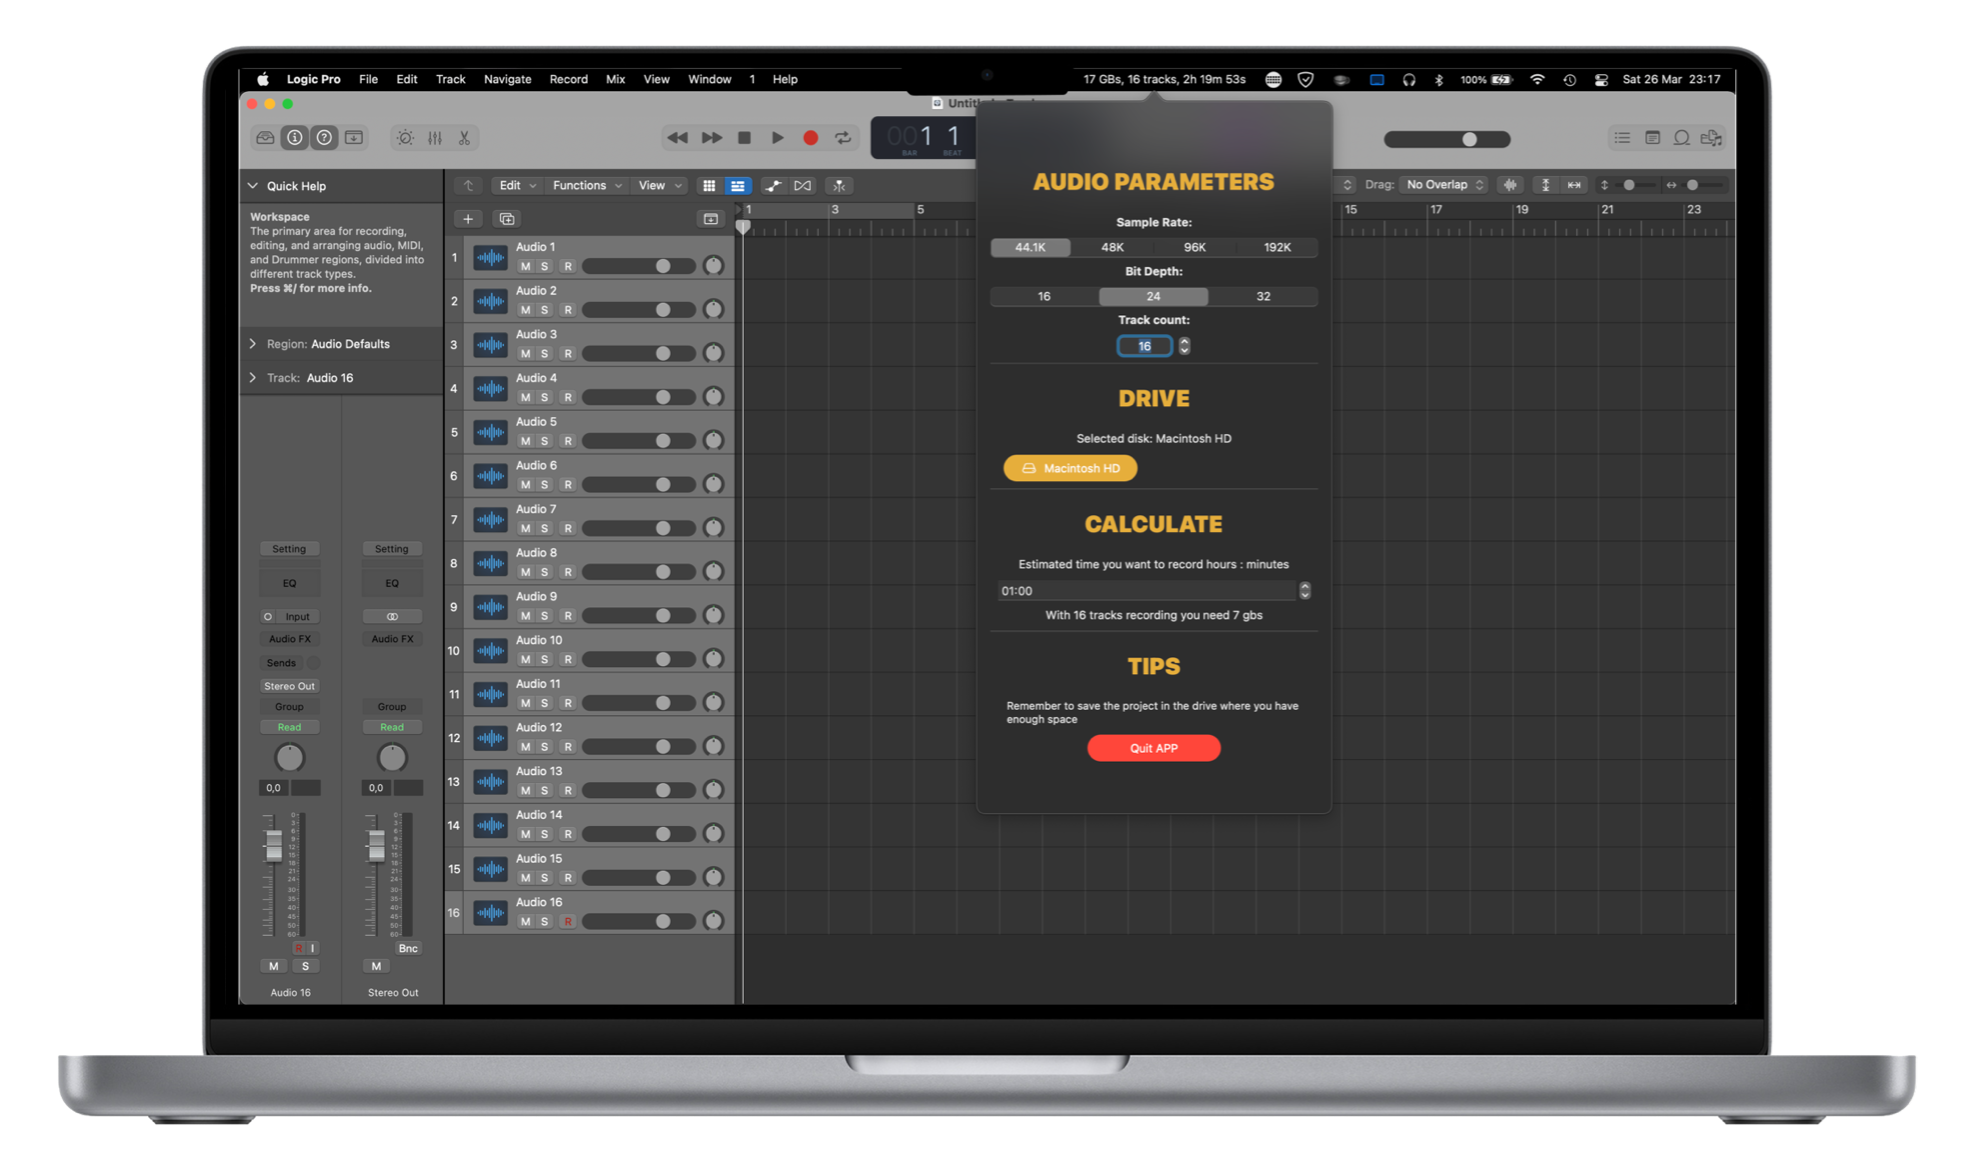 Logic Pro File Edit Track Navigate Record Mix View Window 1 Help 17 GBs, 16 tracks, 2h 19m 53s 100% Sat 26 Mar 23:17
001 1
BAR BEAT
Quick Help
Workspace
The primary area for recording,
editing, and arranging audio, MIDI,
and Drummer regions, divided into
different track types.
Press ⌘/ for more info.
Region: Audio Defaults
Track: Audio 16
Setting Setting
EQ EQ
Input
Audio FX Audio FX
Sends
Stereo Out
Group Group
Read Read
0,0 0,0
R I Bnc
M S M
Audio 16 Stereo Out
Edit Functions View
Drag: No Overlap
1 3 5 15 17 19 21 23
1 Audio 1
M S R
2 Audio 2
M S R
3 Audio 3
M S R
4 Audio 4
M S R
5 Audio 5
M S R
6 Audio 6
M S R
7 Audio 7
M S R
8 Audio 8
M S R
9 Audio 9
M S R
10 Audio 10
M S R
11 Audio 11
M S R
12 Audio 12
M S R
13 Audio 13
M S R
14 Audio 14
M S R
15 Audio 15
M S R
16 Audio 16
M S R
AUDIO PARAMETERS
Sample Rate:
44.1K 48K 96K 192K
Bit Depth:
16 24 32
Track count:
16
DRIVE
Selected disk: Macintosh HD
Macintosh HD
CALCULATE
Estimated time you want to record hours : minutes
01:00
With 16 tracks recording you need 7 gbs
TIPS
Remember to save the project in the drive where you have
enough space
Quit APP